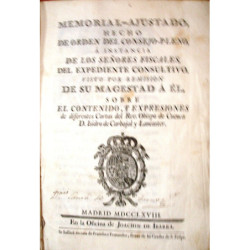 MEMORIAL-AJUSTADO,
HECHO
DE ORDEN DEL CONSEJO-PLENO,
Á INSTANCIA
DE LOS SEÑORES FISCALES,
DEL EXPEDIENTE CONSULTIVO,
VISTO POR REMISION
DE SU MAGESTAD Á ÉL,
SOBRE
EL CONTENIDO, Y EXPRESIONES
de diferentes Cartas del Rev. Obispo de Cuenca
D. Isidro de Carbajal y Lancaster.
MADRID MDCCLXVIII.
En la Oficina de JOACHIN DE IBARRA.